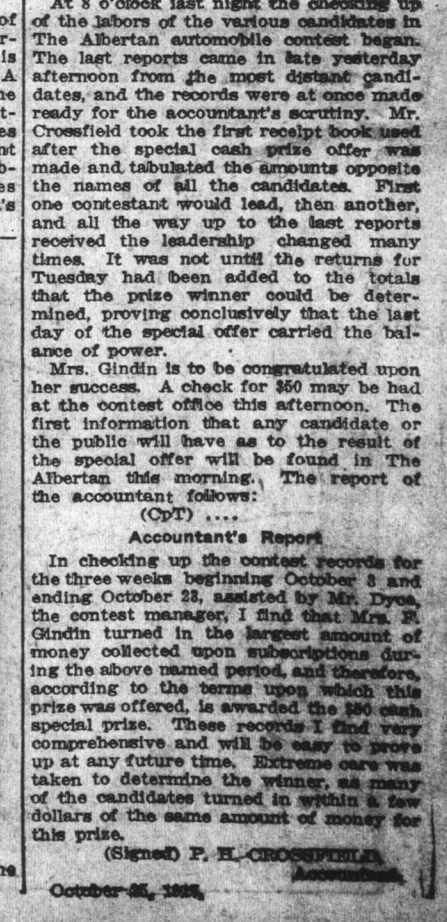 At 8 o'clock last night the checking up
of the labors of the various candidates in
The Albertan automobile contest began.
The last reports came in late yesterday
afternoon from the most distant candi-
dates, and the records were at once made
ready for the accountant's scrutiny. Mr.
Crossfield took the first receipt book used
after the special cash prize offer was
made and tabulated the amounts opposite
the names of all the candidates. First
one contestant would lead, then another,
and all the way up to the last reports
received the leadership changed many
times. It was not until the returns for
Tuesday had been added to the totals
that the prize winner could be deter-
mined, proving conclusively that the last
day of the special offer carried the bal-
ance of power.
Mrs. Gindin is to be congratulated upon
her success. A check for $50 may be had
at the contest office this afternoon. The
first information that any candidate or
the public will have as to the result of
the special offer will be found in The
Albertan this morning. The report of
the accountant follows:
(CpT) ....
Accountant's Report
In checking up the contest records for
the three weeks beginning October 3 and
ending October 23, assisted by Mr. Dyce,
the contest manager, I find that Mrs. F.
Gindin turned in the largest amount of
money collected upon subscriptions dur-
ing the above named period, and therefore,
according to the terms upon which this
prize was offered, is awarded the $50 cash
special prize. These records I find very
comprehensive and will be easy to prove
up at any future time. Extreme care was
taken to determine the winner, as many
of the candidates turned in within a few
dollars of the same amount of money for
this prize.
(Signed) P. H. CROSSFIELD,
Accountant.
October